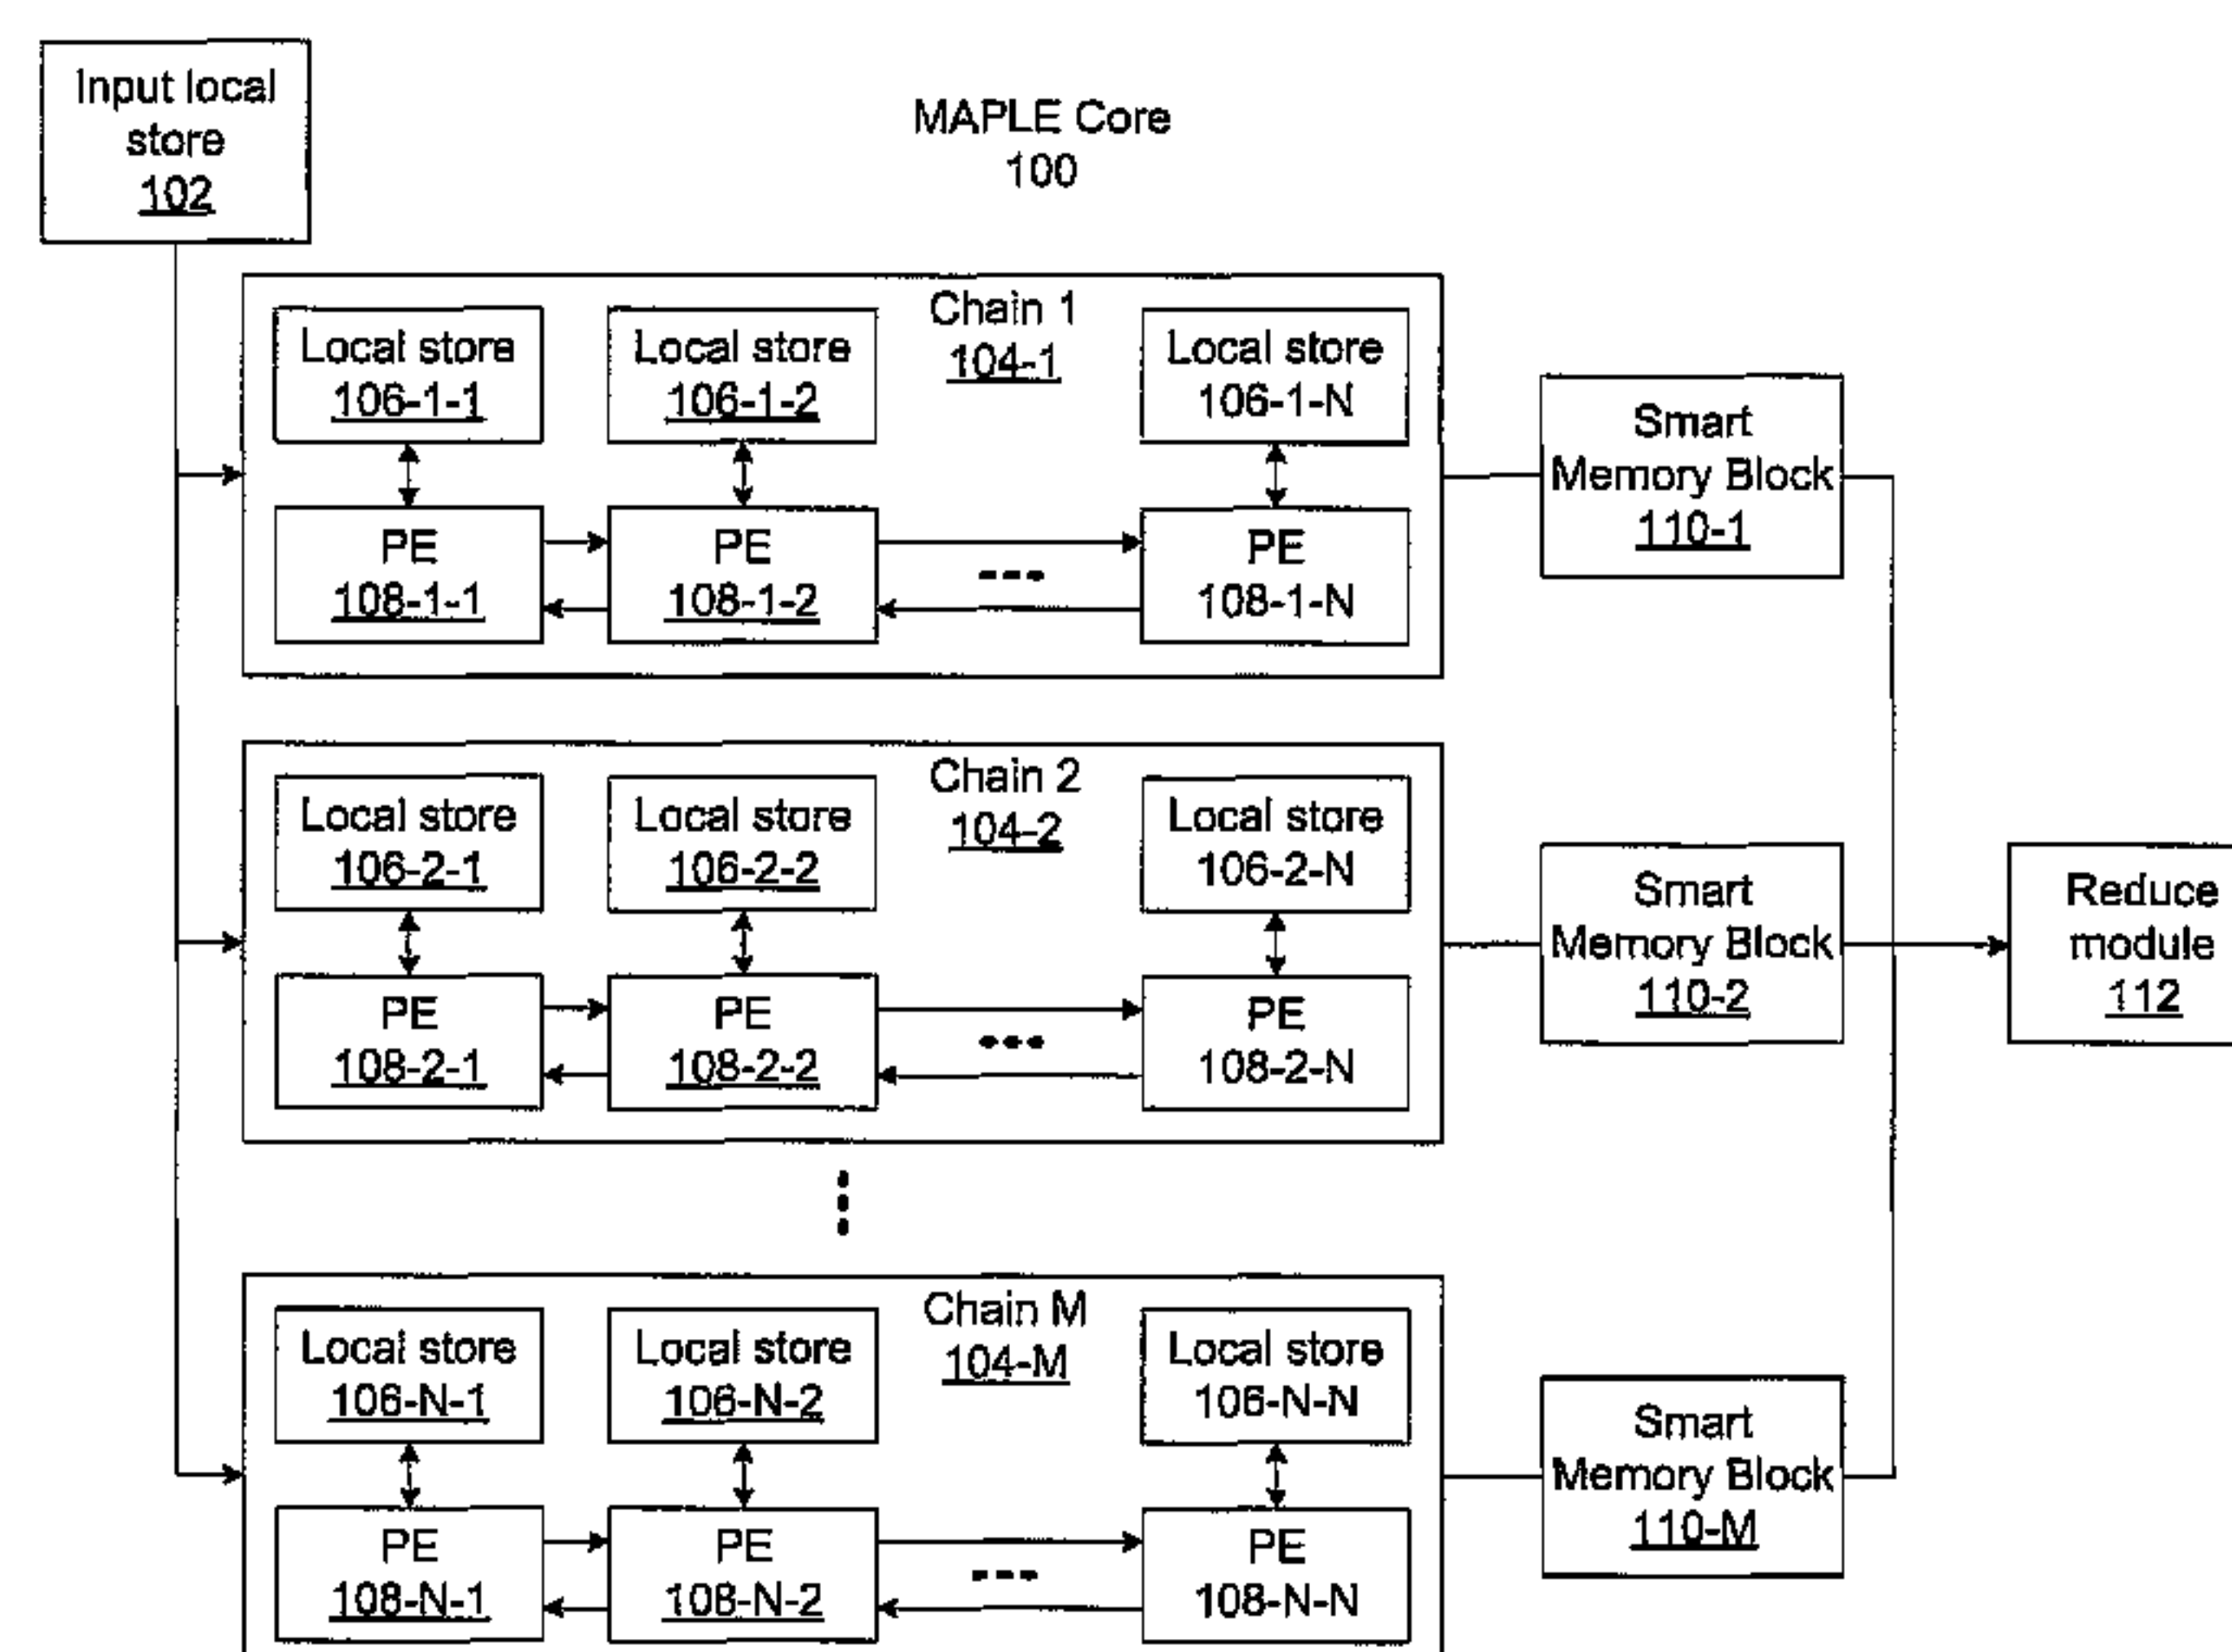 Input local
store
102
MAPLE Core
100
Chain 1
104-1
Local store
106-1-1
Local store
106-1-2
Local store
106-1-N
PE
108-1-1
PE
108-1-2
PE
108-1-N
Smart
Memory Block
110-1
Chain 2
104-2
Local store
106-2-1
Local store
106-2-2
Local store
106-2-N
PE
108-2-1
PE
108-2-2
PE
108-2-N
Smart
Memory Block
110-2
Reduce
module
112
Chain M
104-M
Local store
106-N-1
Local store
106-N-2
Local store
106-N-N
PE
108-N-1
PE
108-N-2
PE
108-N-N
Smart
Memory Block
110-M